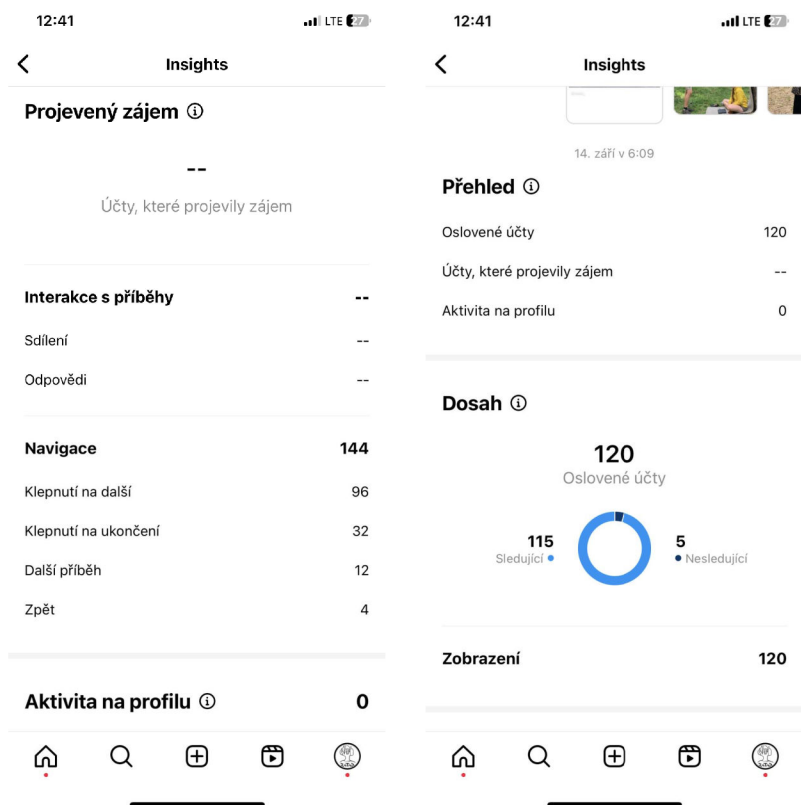 12:41
LTE 27
Insights
Projevený zájem
--
Účty, které projevily zájem
Interakce s příběhy --
Sdílení --
Odpovědi --
Navigace 144
Klepnutí na další 96
Klepnutí na ukončení 32
Další příběh 12
Zpět 4
Aktivita na profilu 0
12:41
LTE 27
Insights
14. září v 6:09
Přehled
Oslovené účty 120
Účty, které projevily zájem --
Aktivita na profilu 0
Dosah
120
Oslovené účty
115
Sledující
5
Nesledující
Zobrazení 120